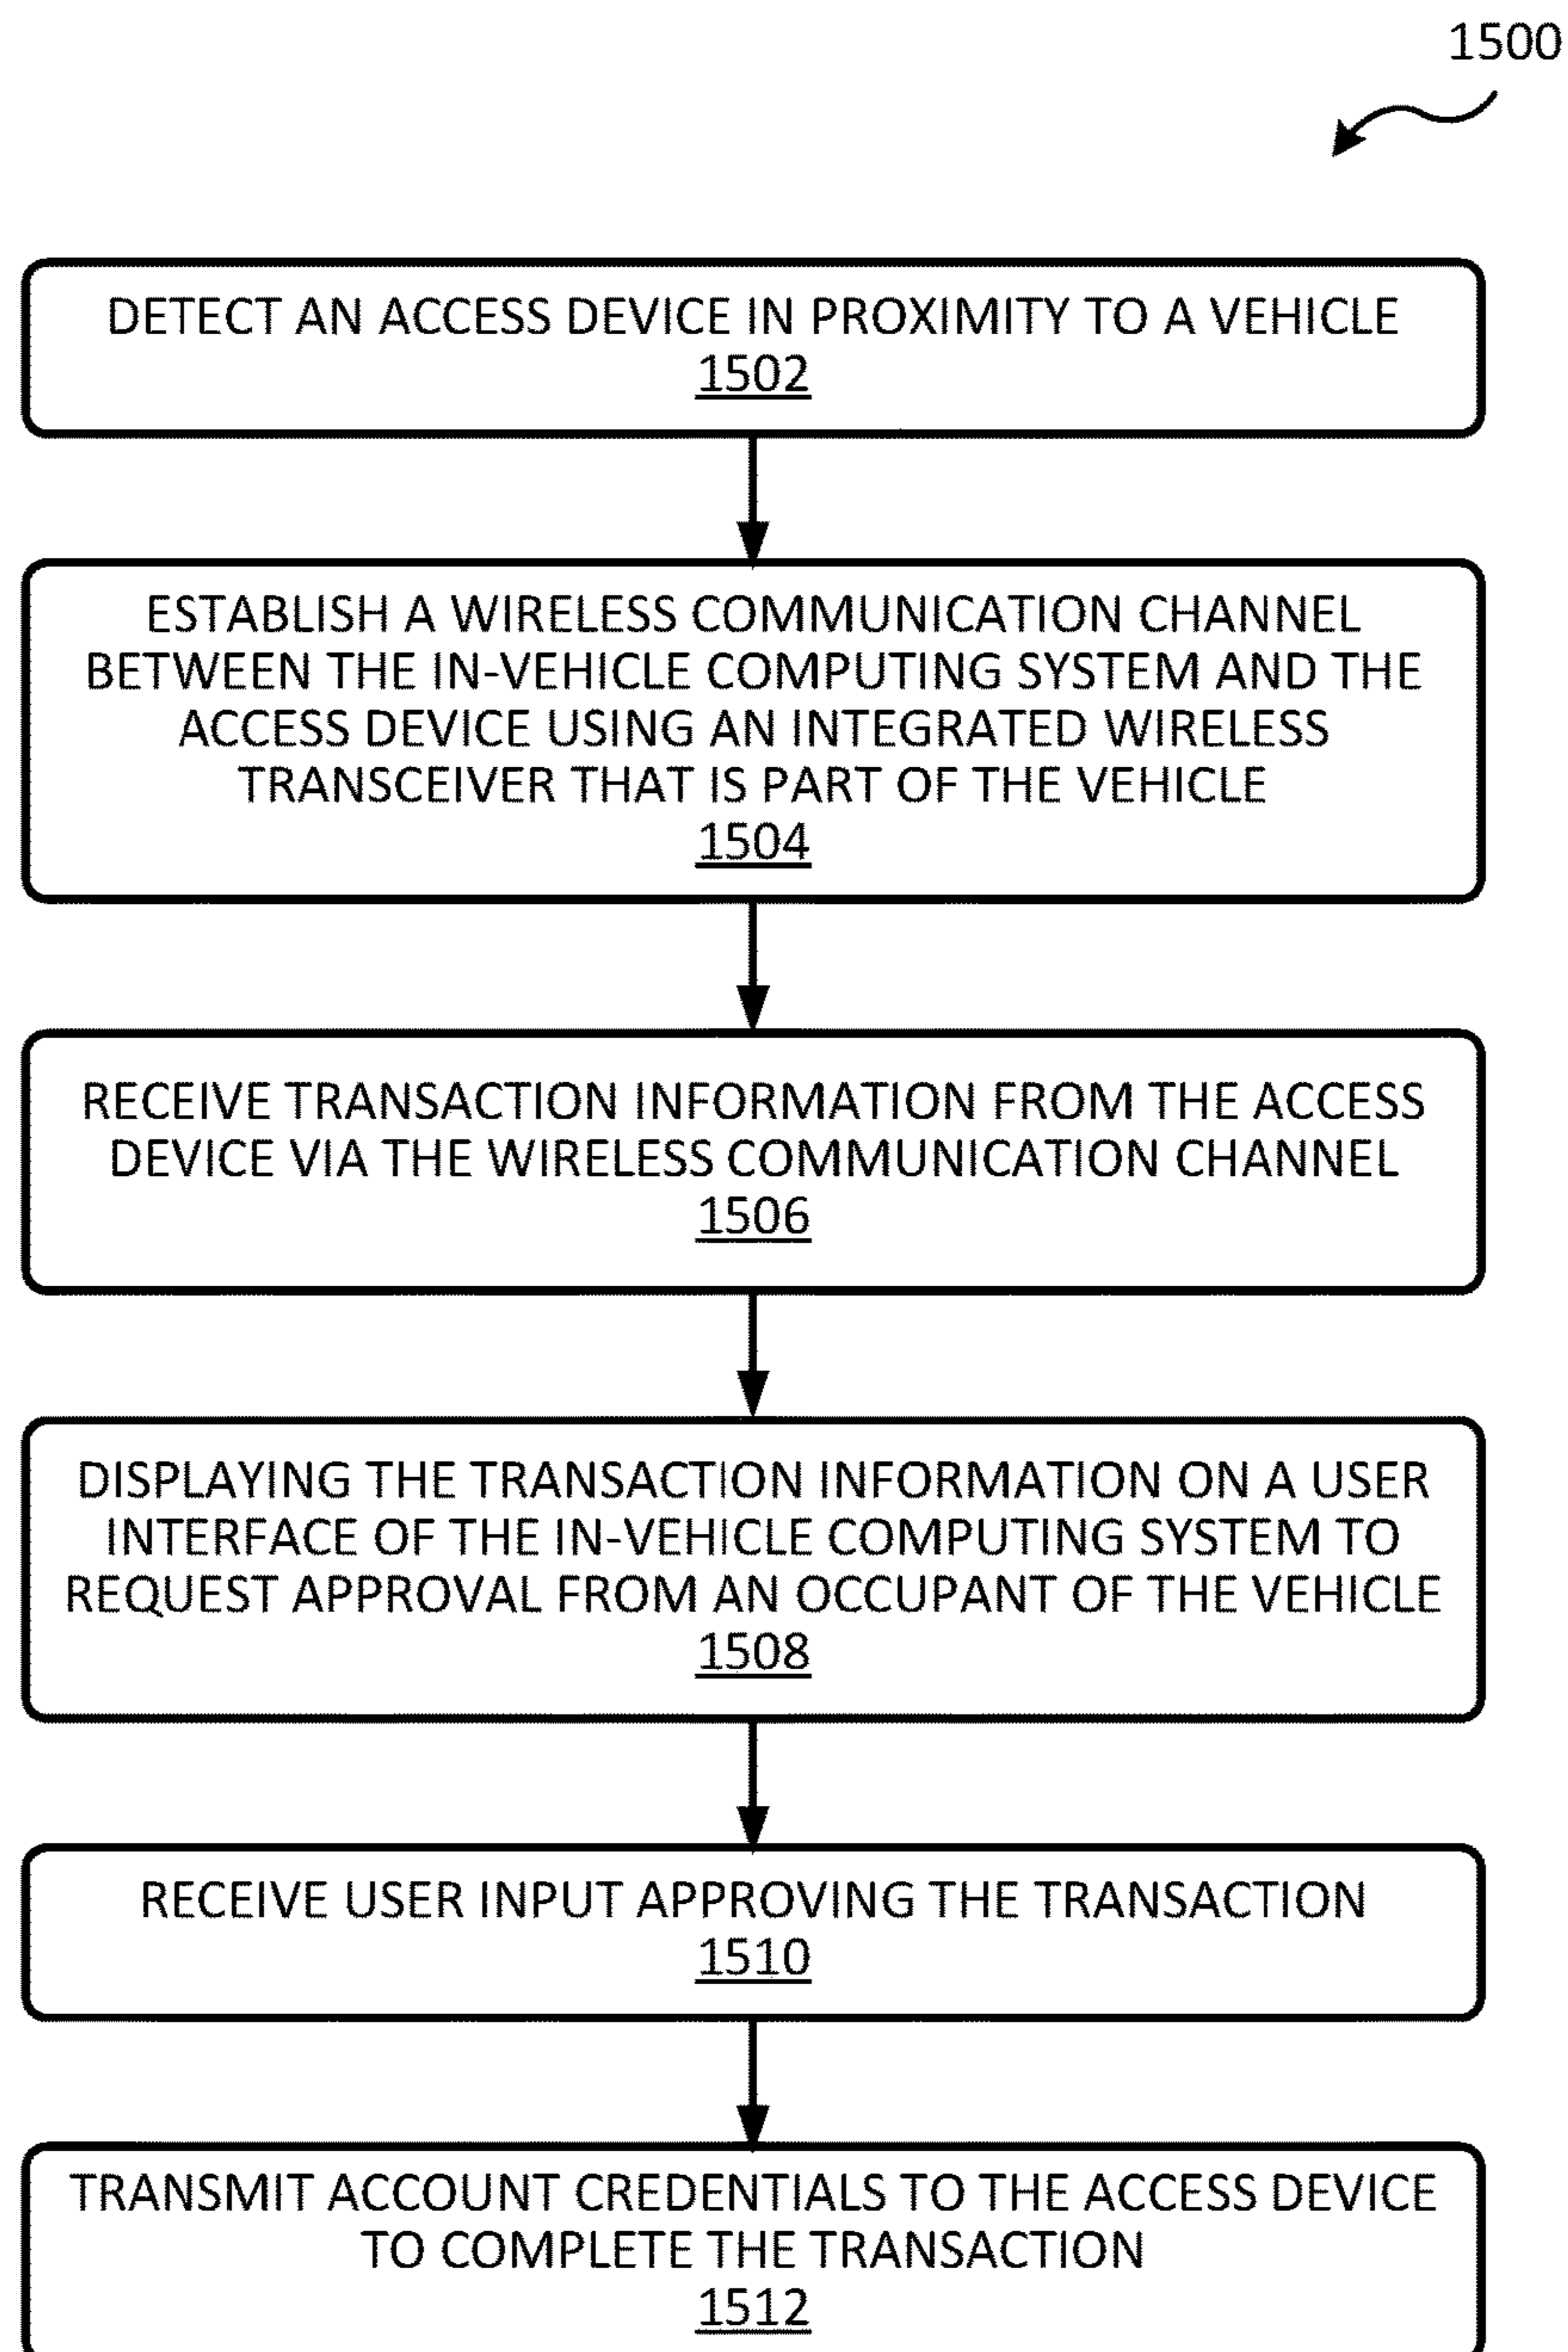 1500
DETECT AN ACCESS DEVICE IN PROXIMITY TO A VEHICLE
1502
ESTABLISH A WIRELESS COMMUNICATION CHANNEL
BETWEEN THE IN-VEHICLE COMPUTING SYSTEM AND THE
ACCESS DEVICE USING AN INTEGRATED WIRELESS
TRANSCEIVER THAT IS PART OF THE VEHICLE
1504
RECEIVE TRANSACTION INFORMATION FROM THE ACCESS
DEVICE VIA THE WIRELESS COMMUNICATION CHANNEL
1506
DISPLAYING THE TRANSACTION INFORMATION ON A USER
INTERFACE OF THE IN-VEHICLE COMPUTING SYSTEM TO
REQUEST APPROVAL FROM AN OCCUPANT OF THE VEHICLE
1508
RECEIVE USER INPUT APPROVING THE TRANSACTION
1510
TRANSMIT ACCOUNT CREDENTIALS TO THE ACCESS DEVICE
TO COMPLETE THE TRANSACTION
1512